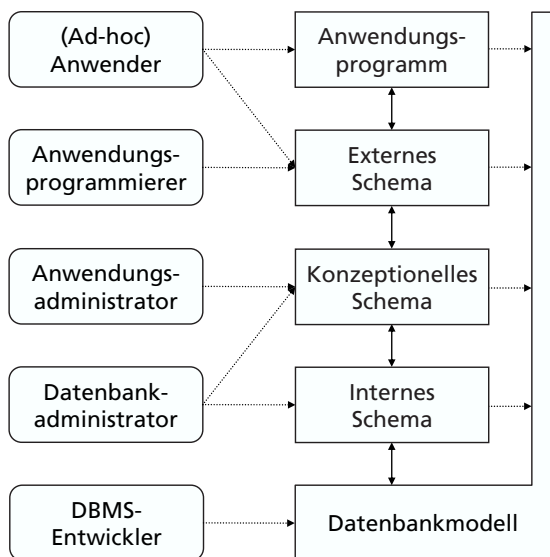 (Ad-hoc)
Anwender
Anwendungs-
programm
Anwendungs-
programmierer
Externes
Schema
Anwendungs-
administrator
Konzeptionelles
Schema
Datenbank-
administrator
Internes
Schema
DBMS-
Entwickler
Datenbankmodell